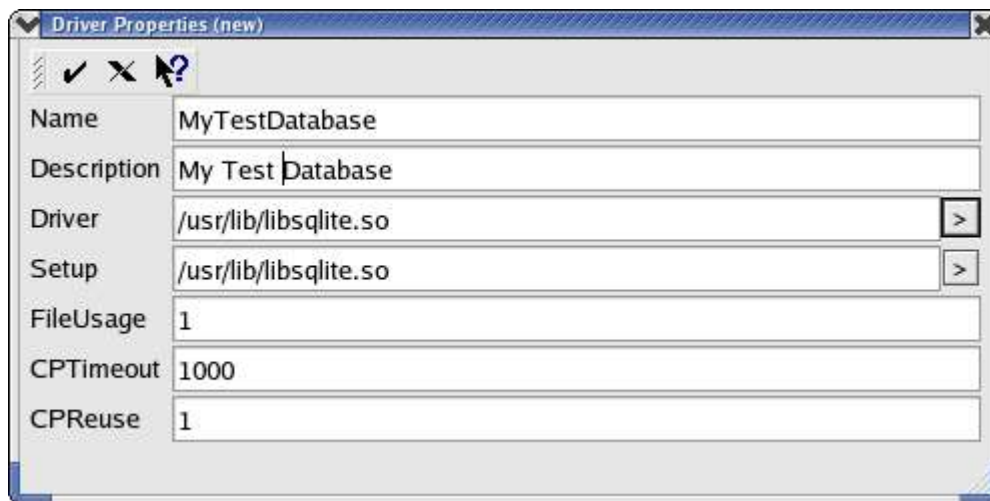 Driver Properties (new)
?
Name MyTestDatabase
Description My Test Database
Driver /usr/lib/libsqlite.so >
Setup /usr/lib/libsqlite.so >
FileUsage 1
CPTimeout 1000
CPReuse 1